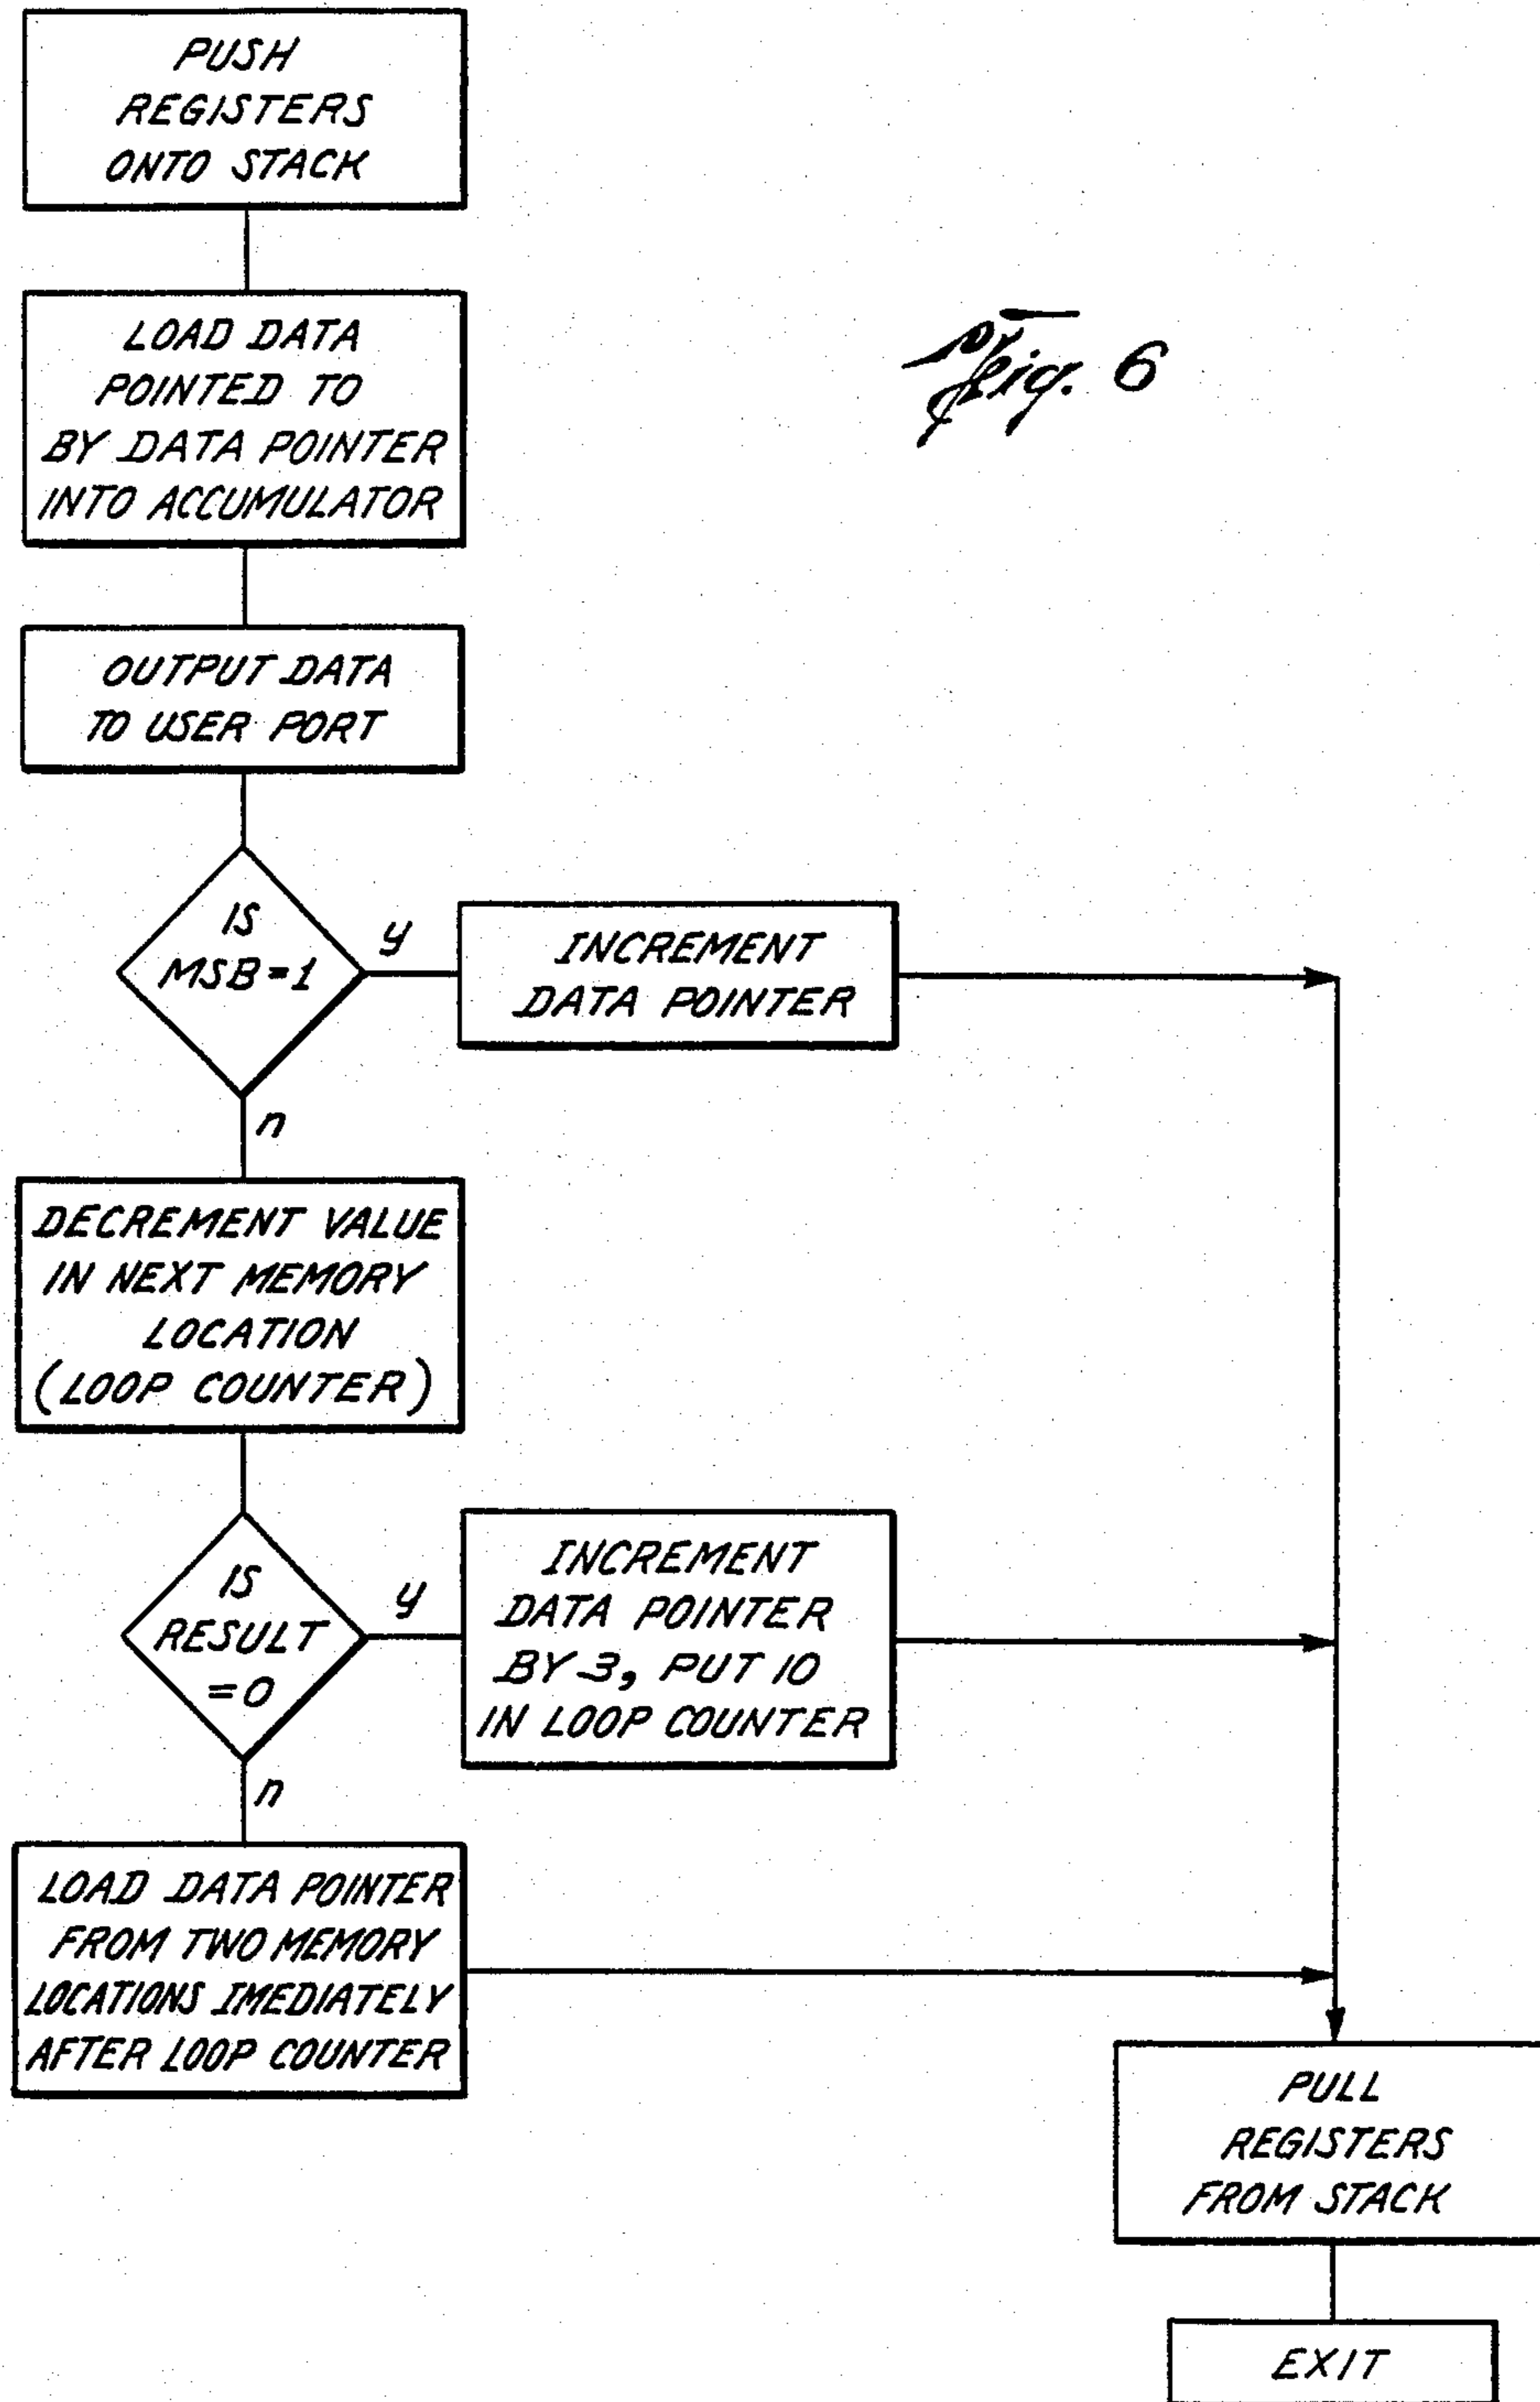 PUSH
REGISTERS
ONTO STACK
LOAD DATA
POINTED TO
BY DATA POINTER
INTO ACCUMULATOR
Fig. 6
OUTPUT DATA
TO USER PORT
IS
MSB=1
y
INCREMENT
DATA POINTER
n
DECREMENT VALUE
IN NEXT MEMORY
LOCATION
(LOOP COUNTER)
IS
RESULT
=0
y
INCREMENT
DATA POINTER
BY 3, PUT 10
IN LOOP COUNTER
n
LOAD DATA POINTER
FROM TWO MEMORY
LOCATIONS IMEDIATELY
AFTER LOOP COUNTER
PULL
REGISTERS
FROM STACK
EXIT